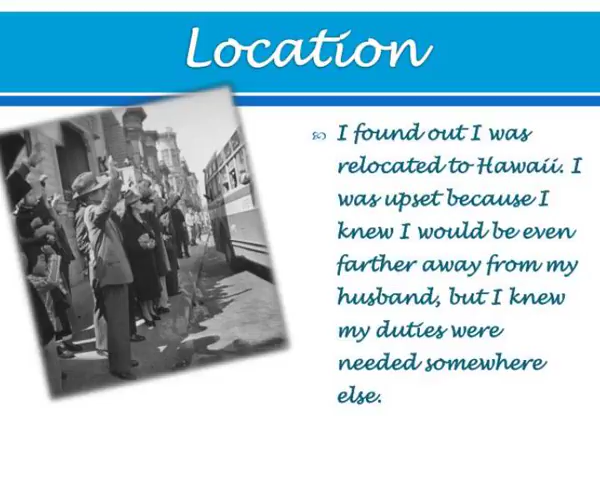 Location
I found out I was
relocated to Hawaii. I
was upset because I
knew I would be even
farther away from my
husband, but I knew
my duties were
needed somewhere
else.